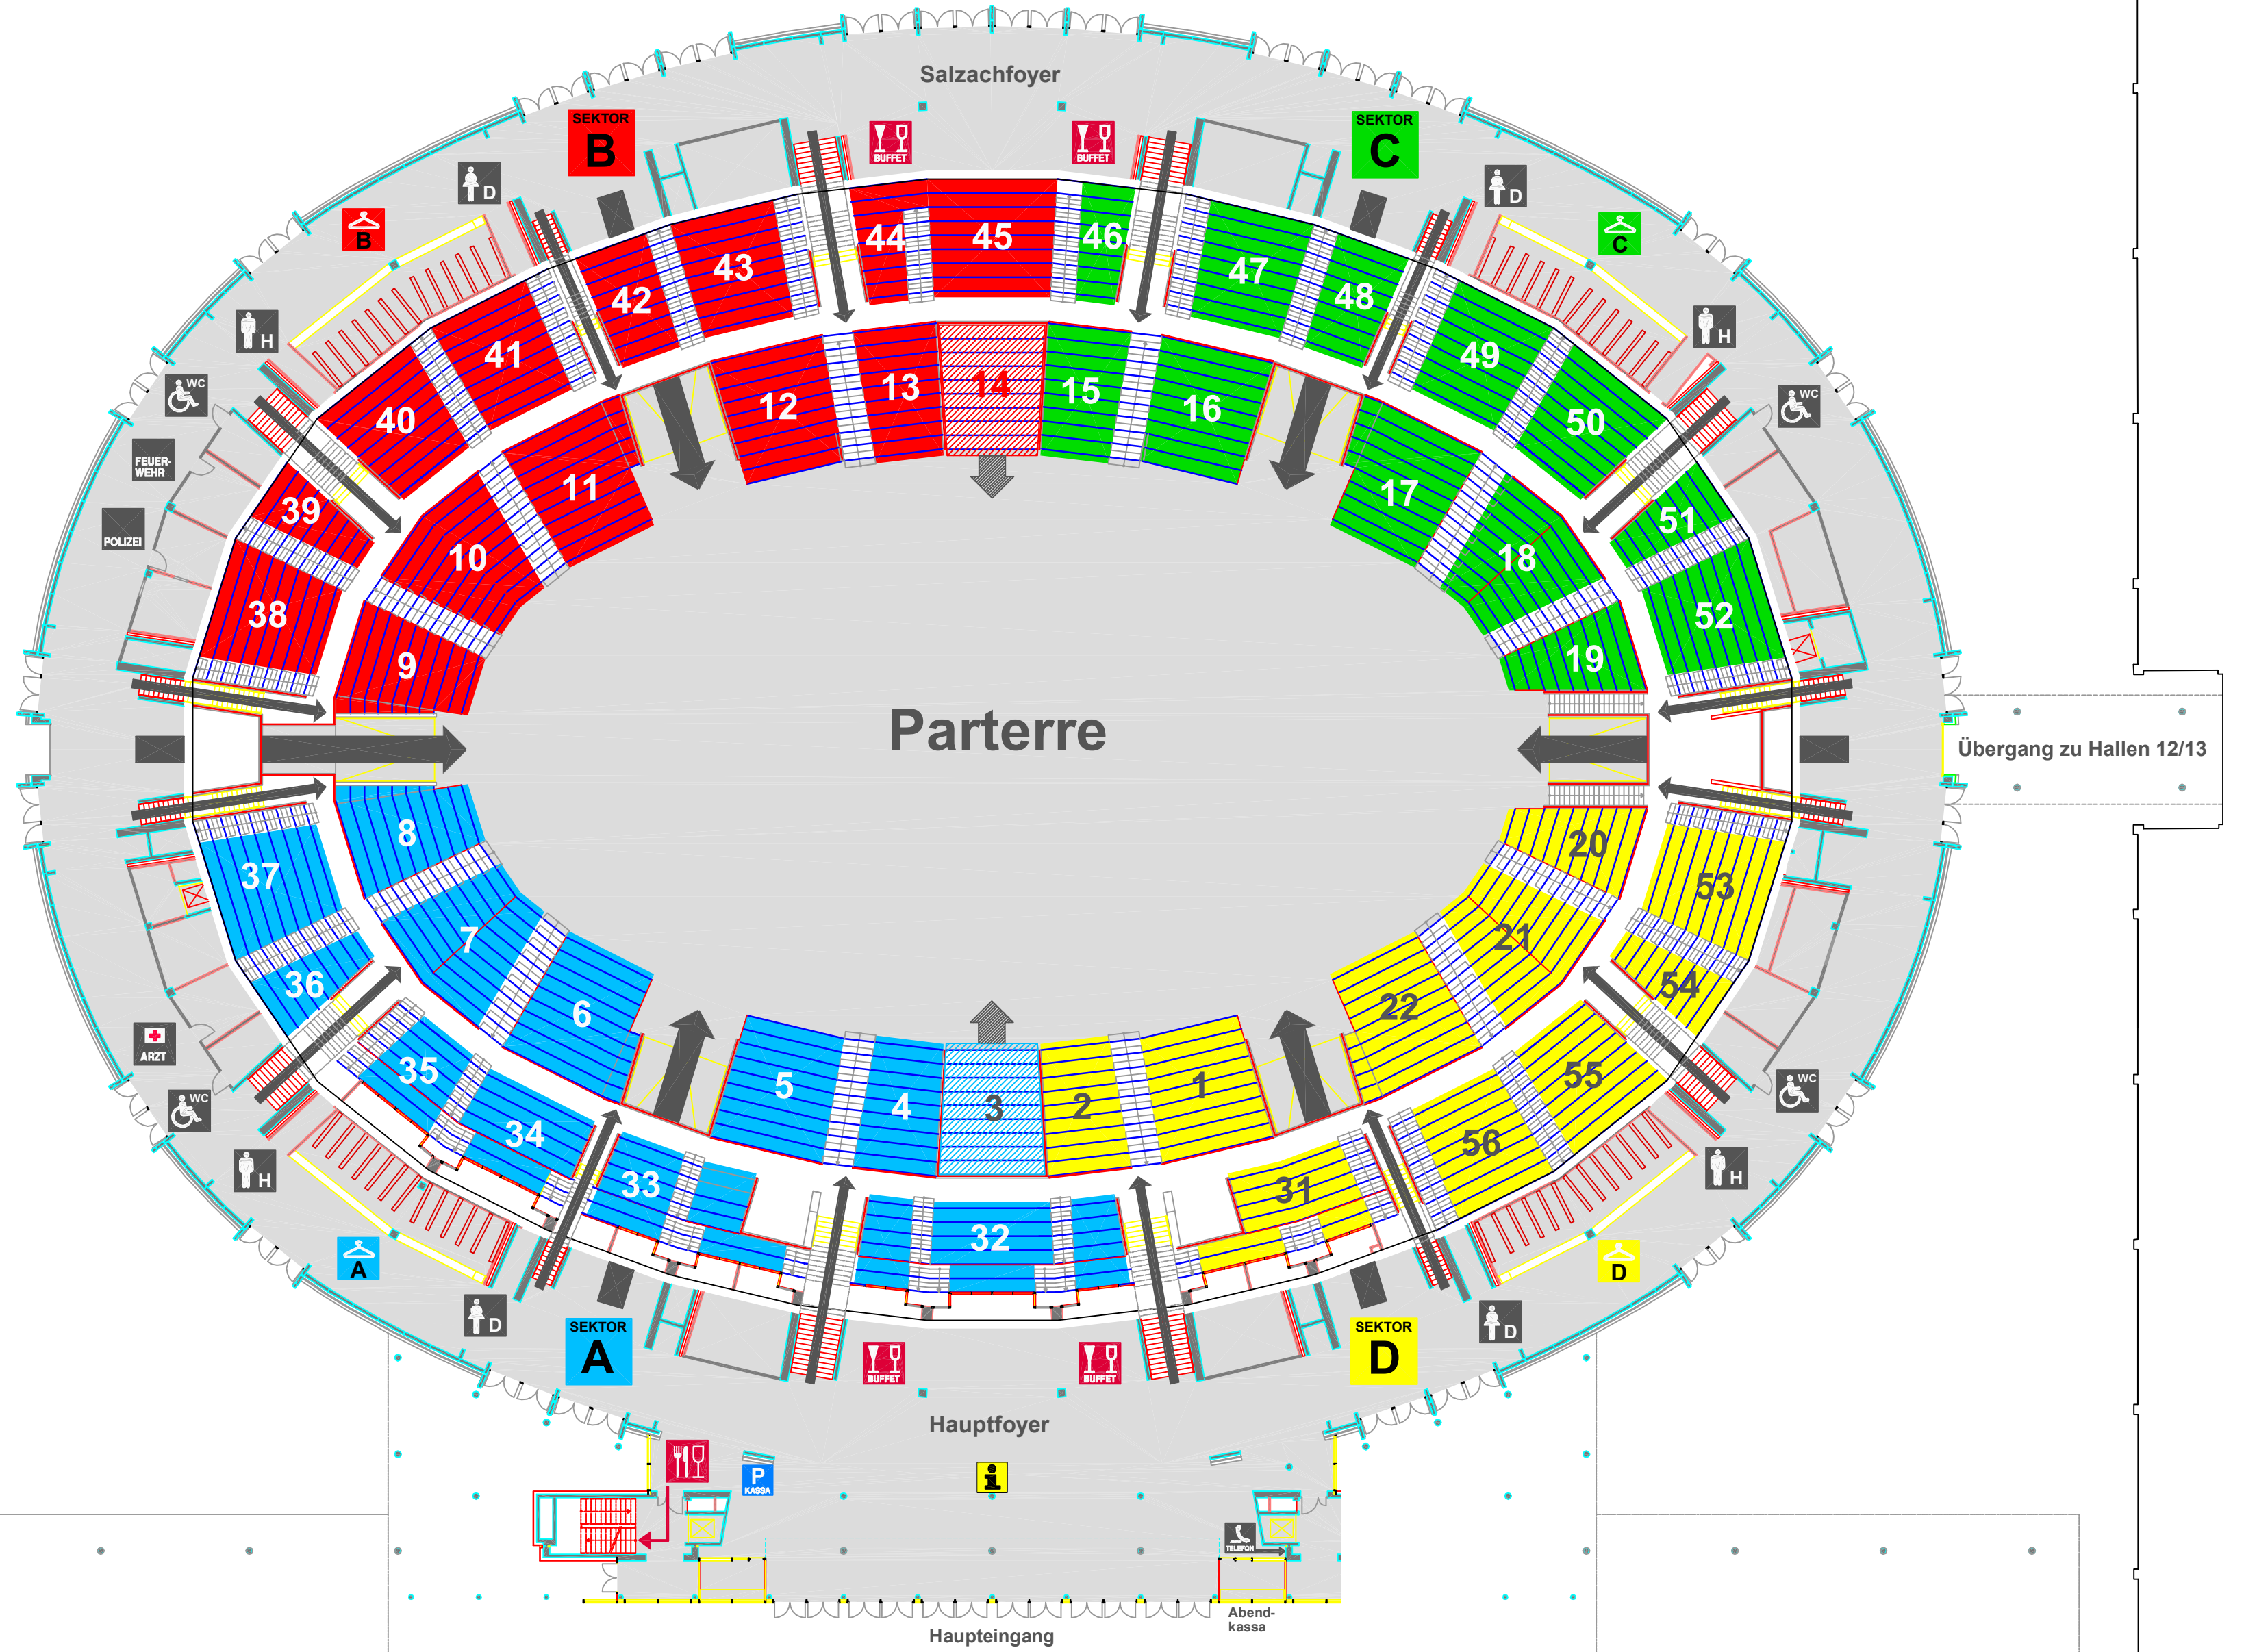 Salzachfoyer
SEKTOR
B
SEKTOR
C
BUFFET
BUFFET
D
D
B
C
H
H
WC
WC
FEUER-
WEHR
POLIZEI
44
45
46
43
47
42
48
41
49
40
50
39
51
38
52
12
13
14
15
16
11
17
10
18
9
19
Parterre
Übergang zu Hallen 12/13
8
20
37
53
7
21
36
54
6
22
35
55
5
4
3
2
1
34
56
33
31
32
ARZT
WC
WC
H
H
A
D
D
D
SEKTOR
A
SEKTOR
D
BUFFET
BUFFET
Hauptfoyer
P
KASSA
i
TELEFON
Abend-
kassa
Haupteingang